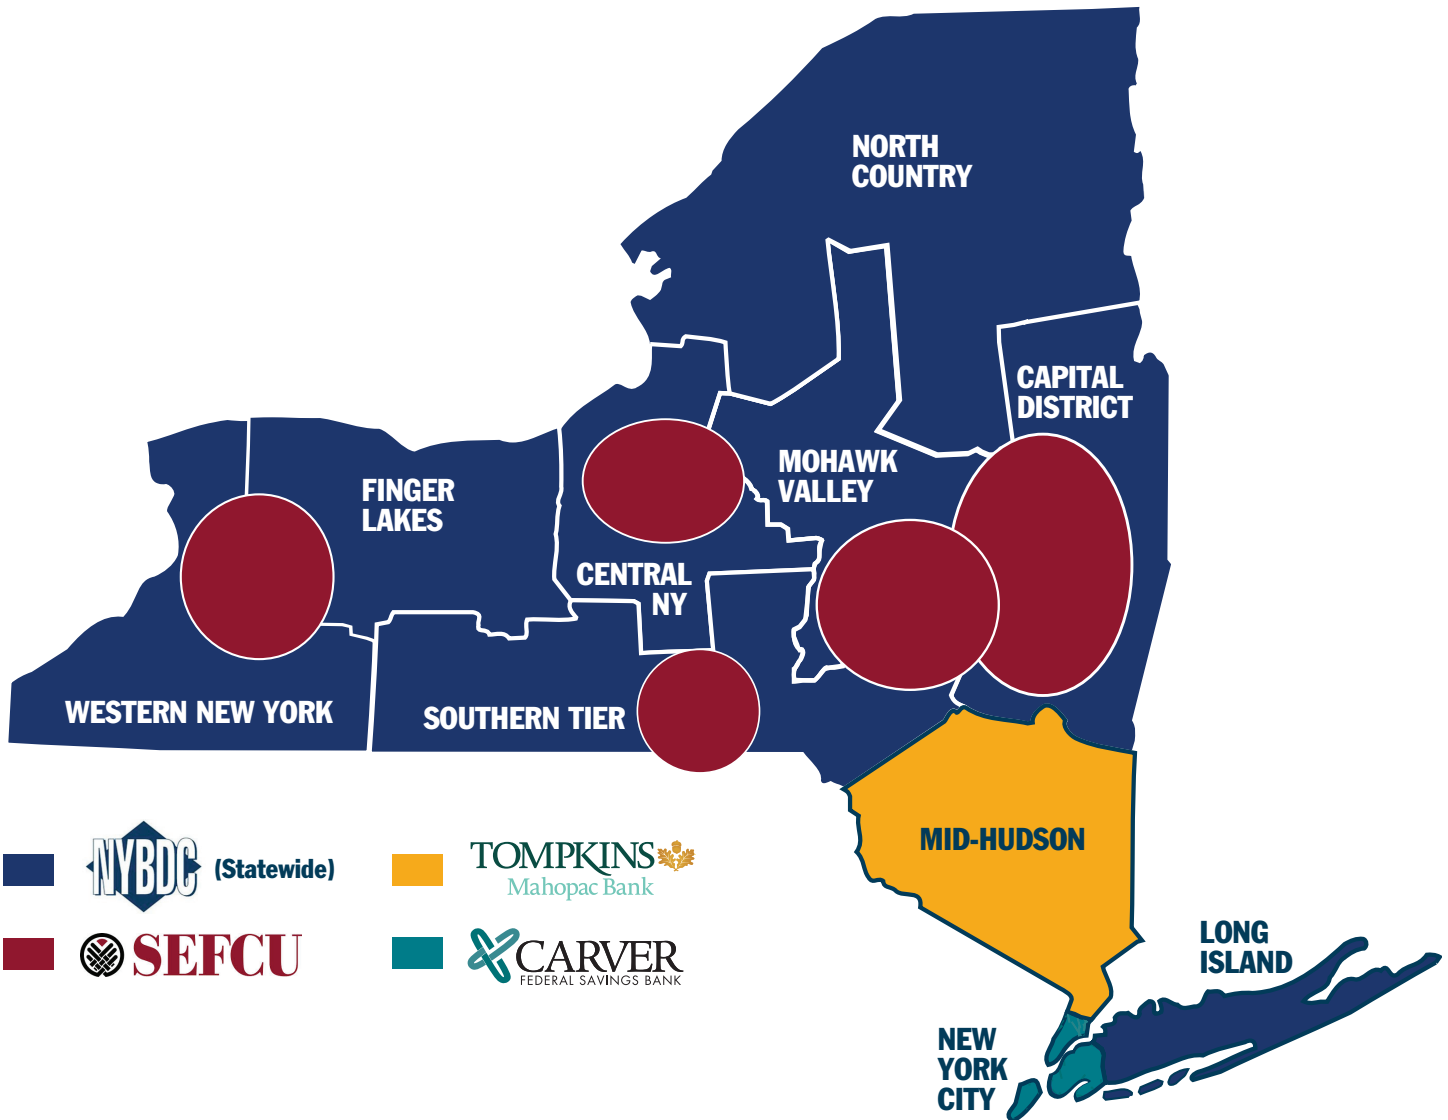 NORTH
COUNTRY
CAPITAL
DISTRICT
MOHAWK
VALLEY
FINGER
LAKES
CENTRAL
NY
WESTERN NEW YORK
SOUTHERN TIER
MID-HUDSON
NYBDC (Statewide)
TOMPKINS
Mahopac Bank
SEFCU
CARVER
FEDERAL SAVINGS BANK
LONG
ISLAND
NEW
YORK
CITY